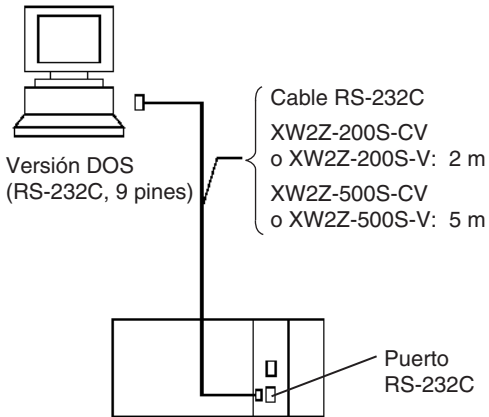 Cable RS-232C
XW2Z-200S-CV
o XW2Z-200S-V: 2 m
XW2Z-500S-CV
o XW2Z-500S-V: 5 m
Versión DOS
(RS-232C, 9 pines)
Puerto
RS-232C